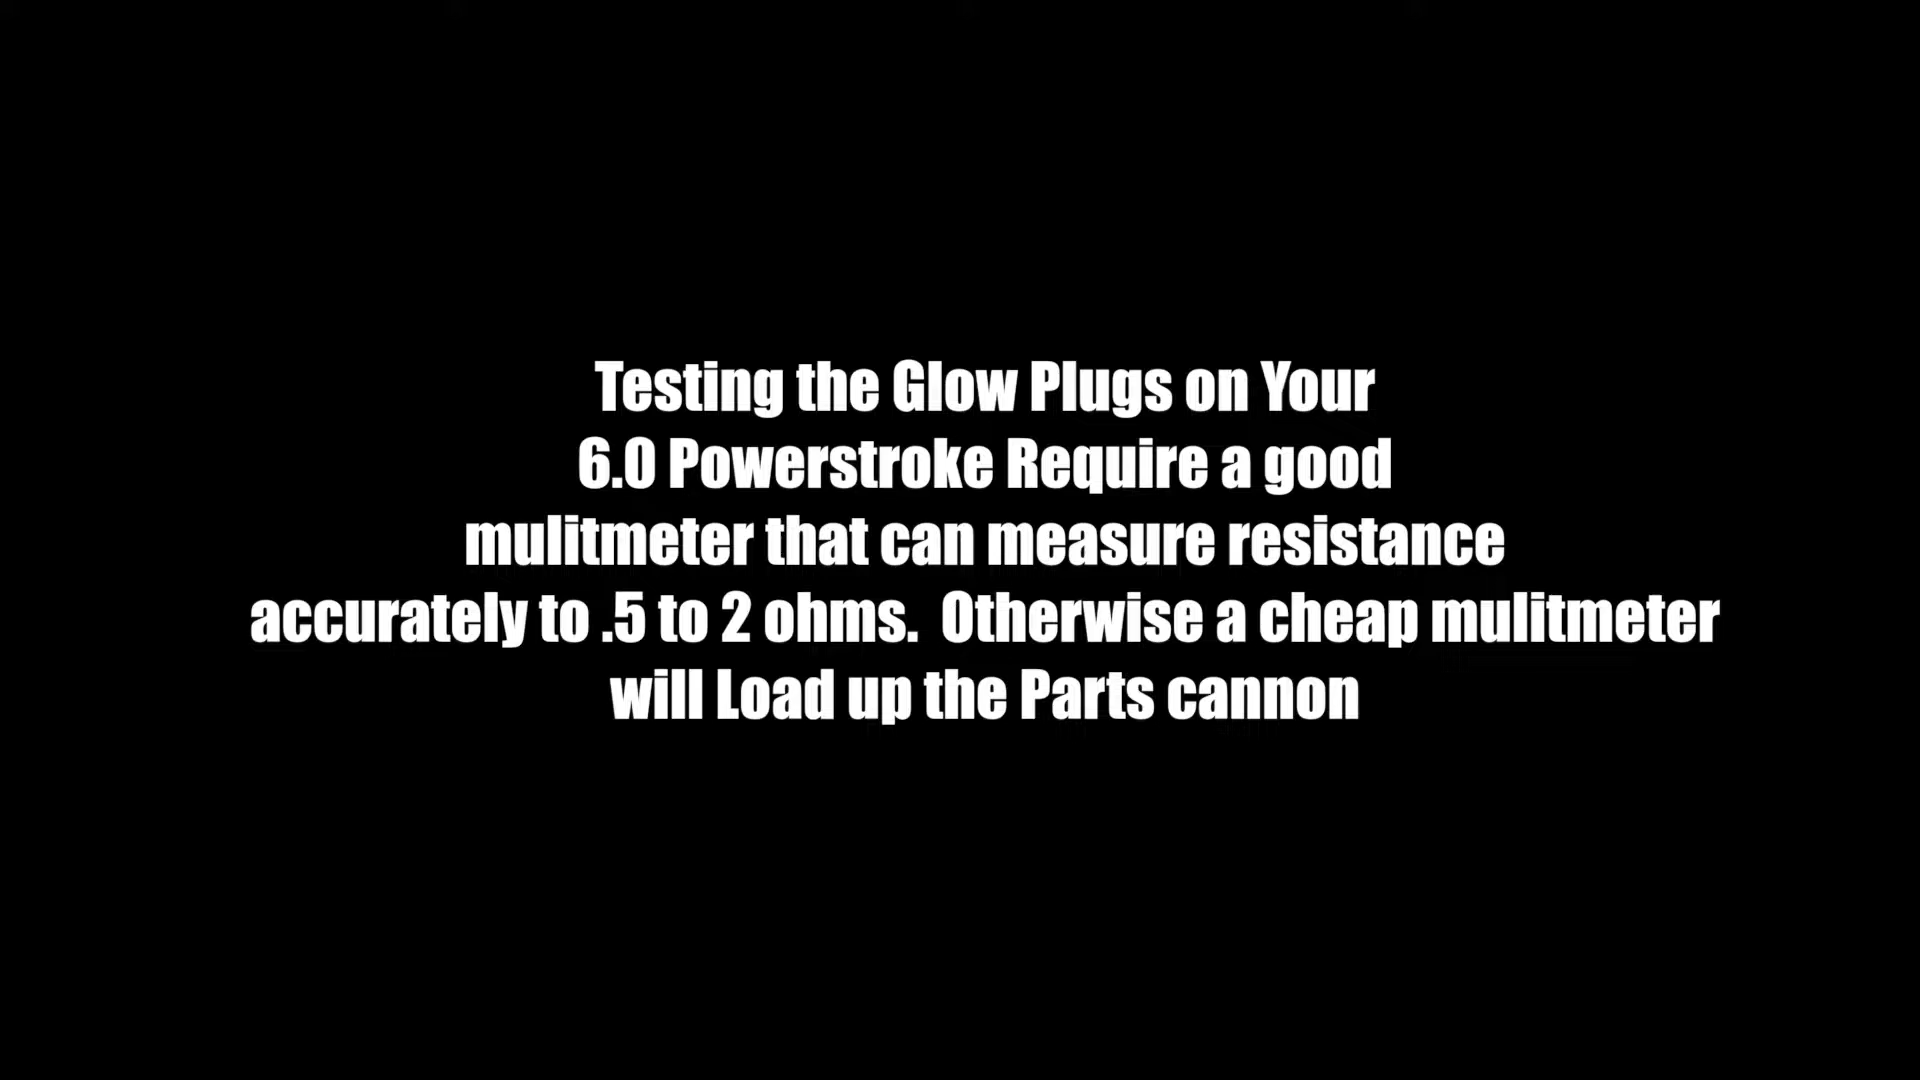 Testing the Glow Plugs on Your
6.0 Powerstroke Require a good
mulitmeter that can measure resistance
accurately to .5 to 2 ohms.  Otherwise a cheap mulitmeter
will Load up the Parts cannon